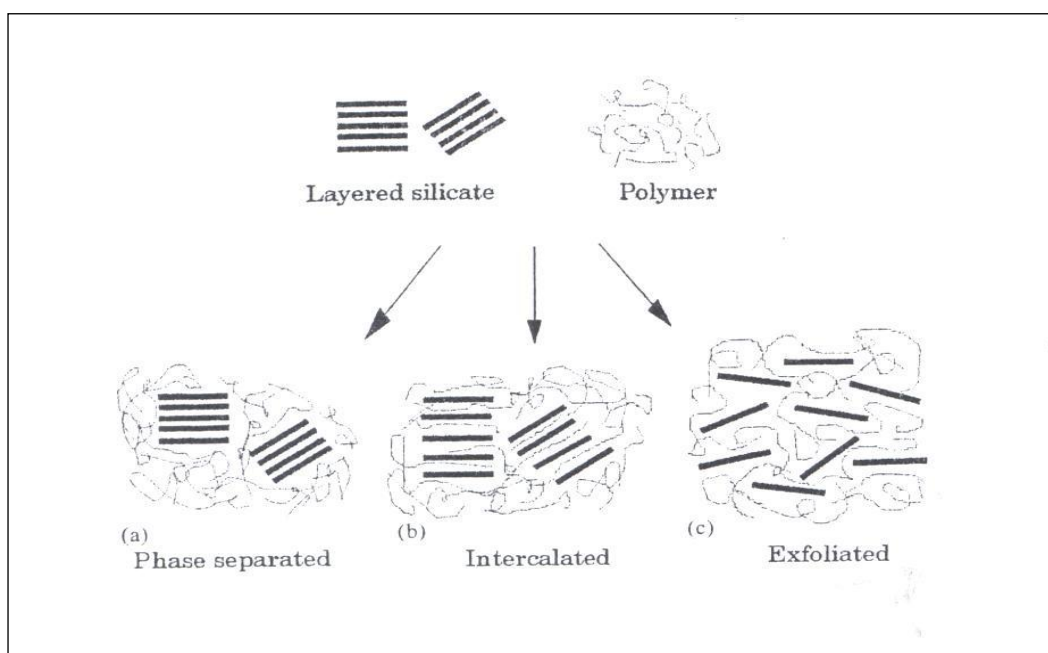 Layered silicate
Polymer
(a)
Phase separated
(b)
Intercalated
(c)
Exfoliated